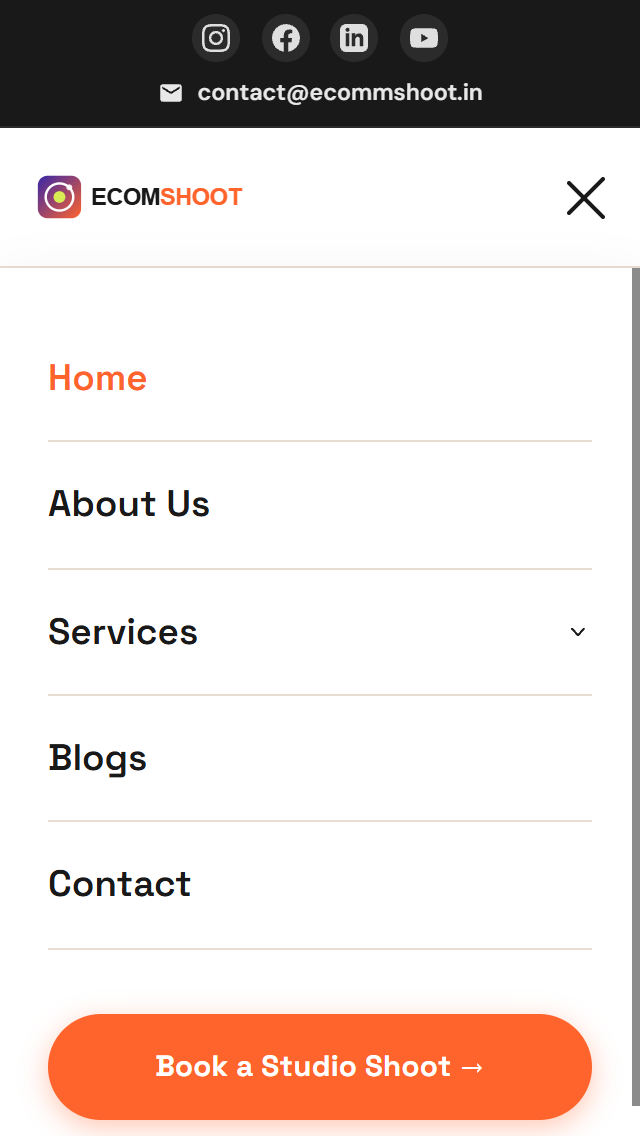 contact@ecommshoot.in
ECOMSHOOT
Home
About Us
Services
Blogs
Contact
Book a Studio Shoot →